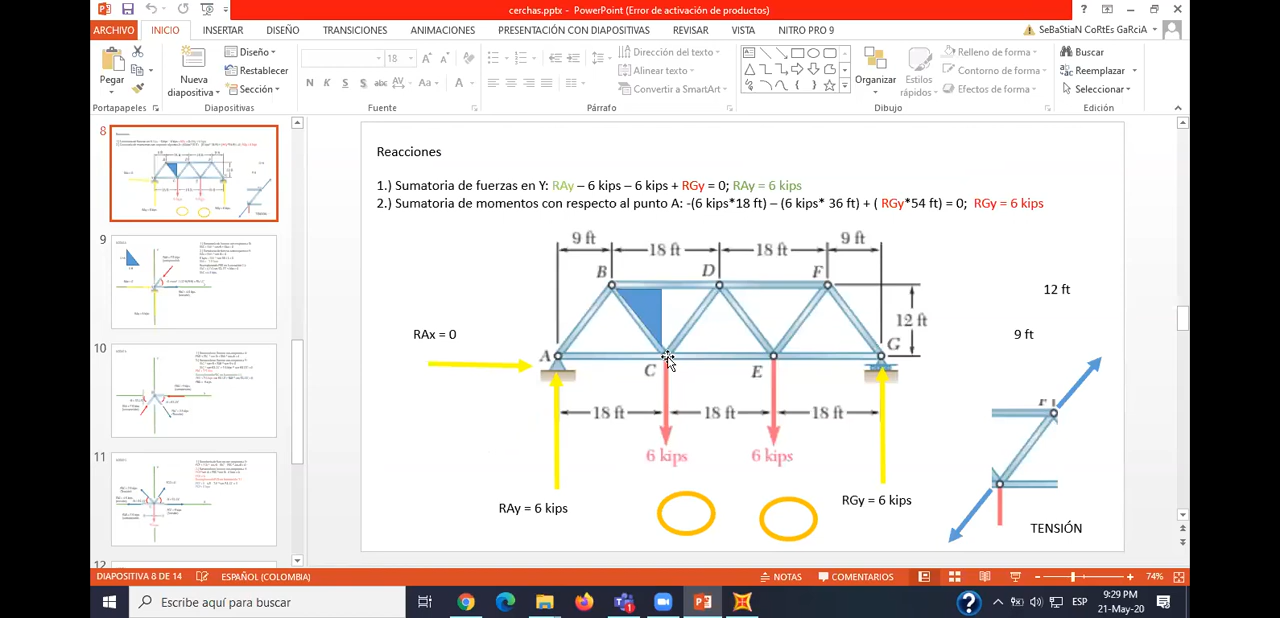 cerchas.pptx - PowerPoint (Error de activación de productos)
ARCHIVO INICIO INSERTAR DISEÑO TRANSICIONES ANIMACIONES PRESENTACIÓN CON DIAPOSITIVAS REVISAR VISTA NITRO PRO 9 SeBaStiaN CoRtÉs GaRcíA
Pegar
Portapapeles
Nueva diapositiva
Diseño
Restablecer
Sección
Diapositivas
18
N K S S abc AV Aa A
Fuente
Dirección del texto
Alinear texto
Convertir a SmartArt
Párrafo
Organizar
Estilos rápidos
Relleno de forma
Contorno de forma
Efectos de forma
Dibujo
Buscar
Reemplazar
Seleccionar
Edición
8
9
10
11
12
Reacciones
1.) Sumatoria de fuerzas en Y: RAy – 6 kips – 6 kips + RGy = 0; RAy = 6 kips
2.) Sumatoria de momentos con respecto al punto A: -(6 kips*18 ft) – (6 kips* 36 ft) + ( RGy*54 ft) = 0; RGy = 6 kips
9 ft 18 ft 18 ft 9 ft
B D F
12 ft
12 ft
RAx = 0
9 ft
A C E G
18 ft 18 ft 18 ft
6 kips 6 kips
RAy = 6 kips
RGy = 6 kips
TENSIÓN
DIAPOSITIVA 8 DE 14 ESPAÑOL (COLOMBIA) NOTAS COMENTARIOS 74%
Escribe aquí para buscar
ESP
9:29 PM
21-May-20